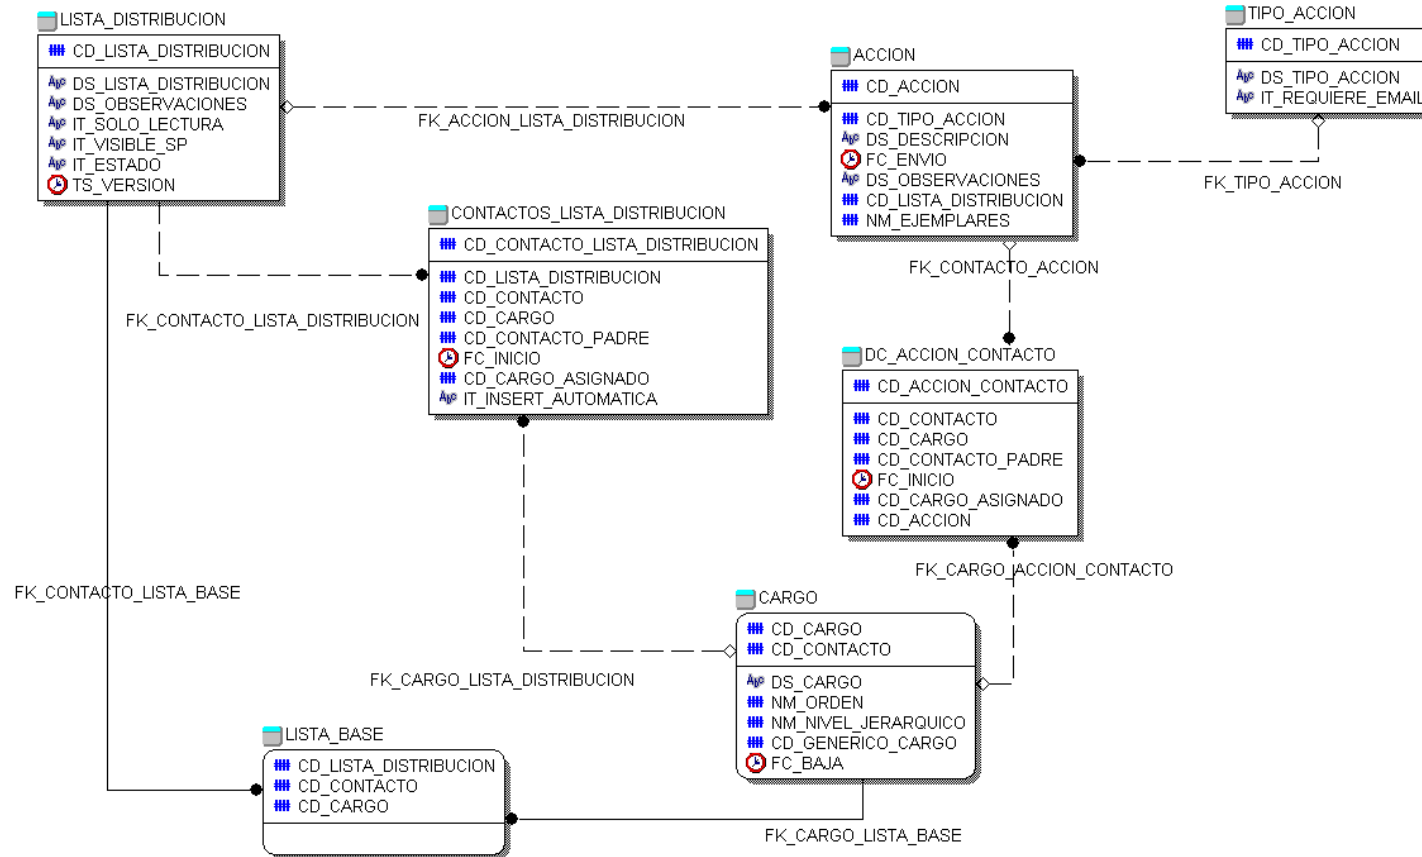 LISTA_DISTRIBUCION
CD_LISTA_DISTRIBUCION
DS_LISTA_DISTRIBUCION
DS_OBSERVACIONES
IT_SOLO_LECTURA
IT_VISIBLE_SP
IT_ESTADO
TS_VERSION
FK_ACCION_LISTA_DISTRIBUCION
ACCION
CD_ACCION
CD_TIPO_ACCION
DS_DESCRIPCION
FC_ENVIO
DS_OBSERVACIONES
CD_LISTA_DISTRIBUCION
NM_EJEMPLARES
TIPO_ACCION
CD_TIPO_ACCION
DS_TIPO_ACCION
IT_REQUIERE_EMAIL
FK_TIPO_ACCION
CONTACTOS_LISTA_DISTRIBUCION
CD_CONTACTO_LISTA_DISTRIBUCION
CD_LISTA_DISTRIBUCION
CD_CONTACTO
CD_CARGO
CD_CONTACTO_PADRE
FC_INICIO
CD_CARGO_ASIGNADO
IT_INSERT_AUTOMATICA
FK_CONTACTO_LISTA_DISTRIBUCION
FK_CONTACTO_ACCION
DC_ACCION_CONTACTO
CD_ACCION_CONTACTO
CD_CONTACTO
CD_CARGO
CD_CONTACTO_PADRE
FC_INICIO
CD_CARGO_ASIGNADO
CD_ACCION
FK_CARGO_ACCION_CONTACTO
FK_CONTACTO_LISTA_BASE
CARGO
CD_CARGO
CD_CONTACTO
DS_CARGO
NM_ORDEN
NM_NIVEL_JERARQUICO
CD_GENERICO_CARGO
FC_BAJA
FK_CARGO_LISTA_DISTRIBUCION
LISTA_BASE
CD_LISTA_DISTRIBUCION
CD_CONTACTO
CD_CARGO
FK_CARGO_LISTA_BASE